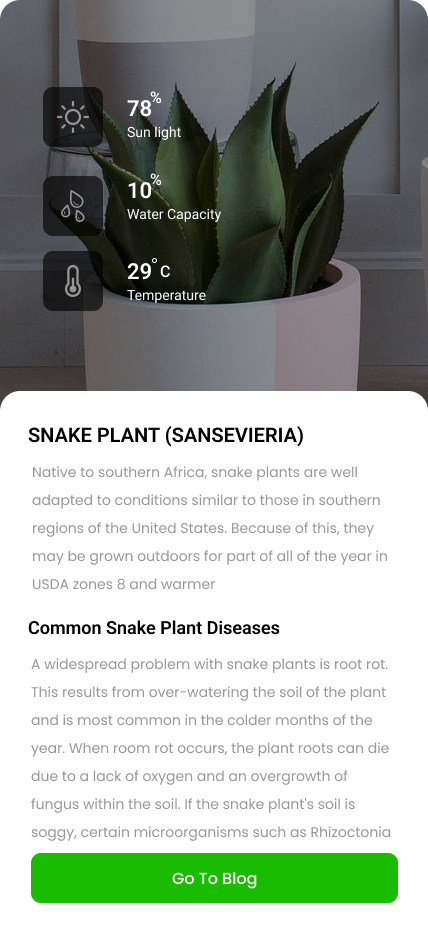 78%
Sun light
10%
Water Capacity
29° C
Temperature
SNAKE PLANT (SANSEVIERIA)
Native to southern Africa, snake plants are well
adapted to conditions similar to those in southern
regions of the United States. Because of this, they
may be grown outdoors for part of all of the year in
USDA zones 8 and warmer
Common Snake Plant Diseases
A widespread problem with snake plants is root rot.
This results from over-watering the soil of the plant
and is most common in the colder months of the
year. When room rot occurs, the plant roots can die
due to a lack of oxygen and an overgrowth of
fungus within the soil. If the snake plant's soil is
soggy, certain microorganisms such as Rhizoctonia
Go To Blog